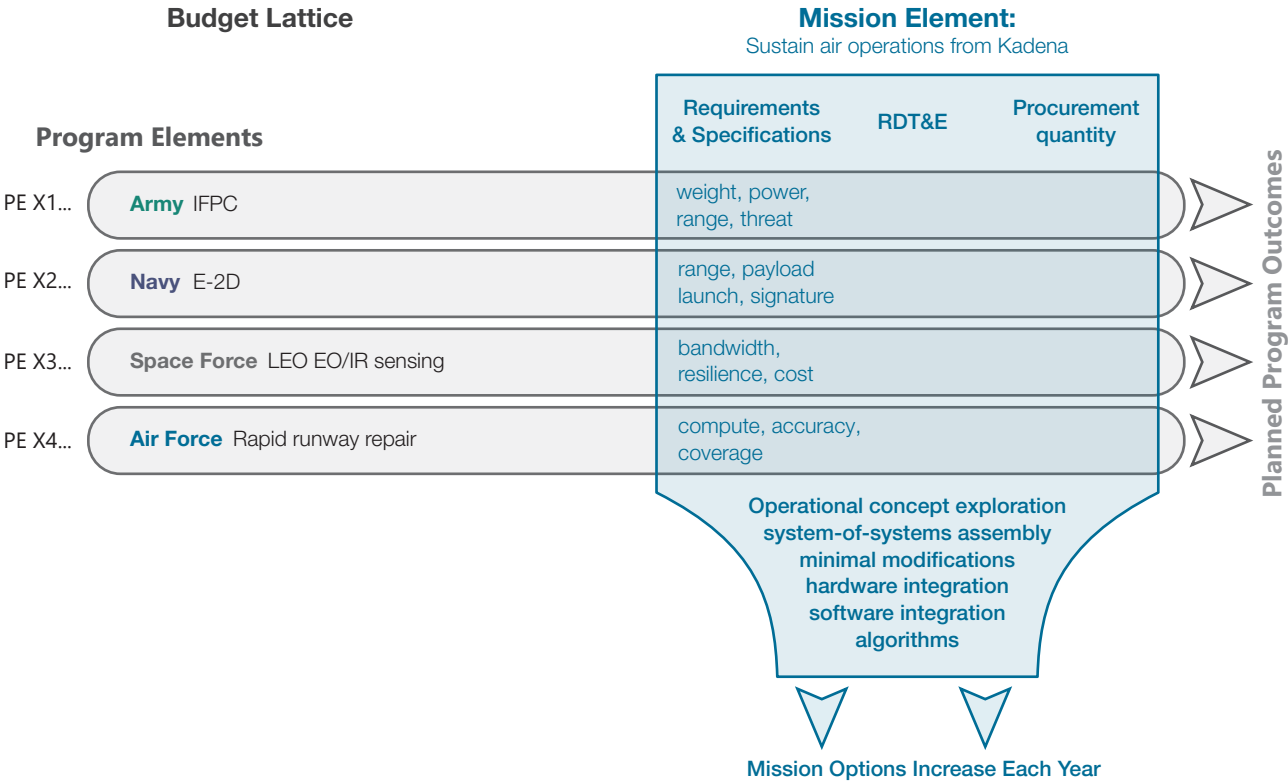 Budget Lattice
Mission Element:
Sustain air operations from Kadena
Requirements
& Specifications
RDT&E
Procurement
quantity
Program Elements
PE X1...
Army IFPC
weight, power,
range, threat
PE X2...
Navy E-2D
range, payload
launch, signature
PE X3...
Space Force LEO EO/IR sensing
bandwidth,
resilience, cost
PE X4...
Air Force Rapid runway repair
compute, accuracy,
coverage
Planned Program Outcomes
Operational concept exploration
system-of-systems assembly
minimal modifications
hardware integration
software integration
algorithms
Mission Options Increase Each Year